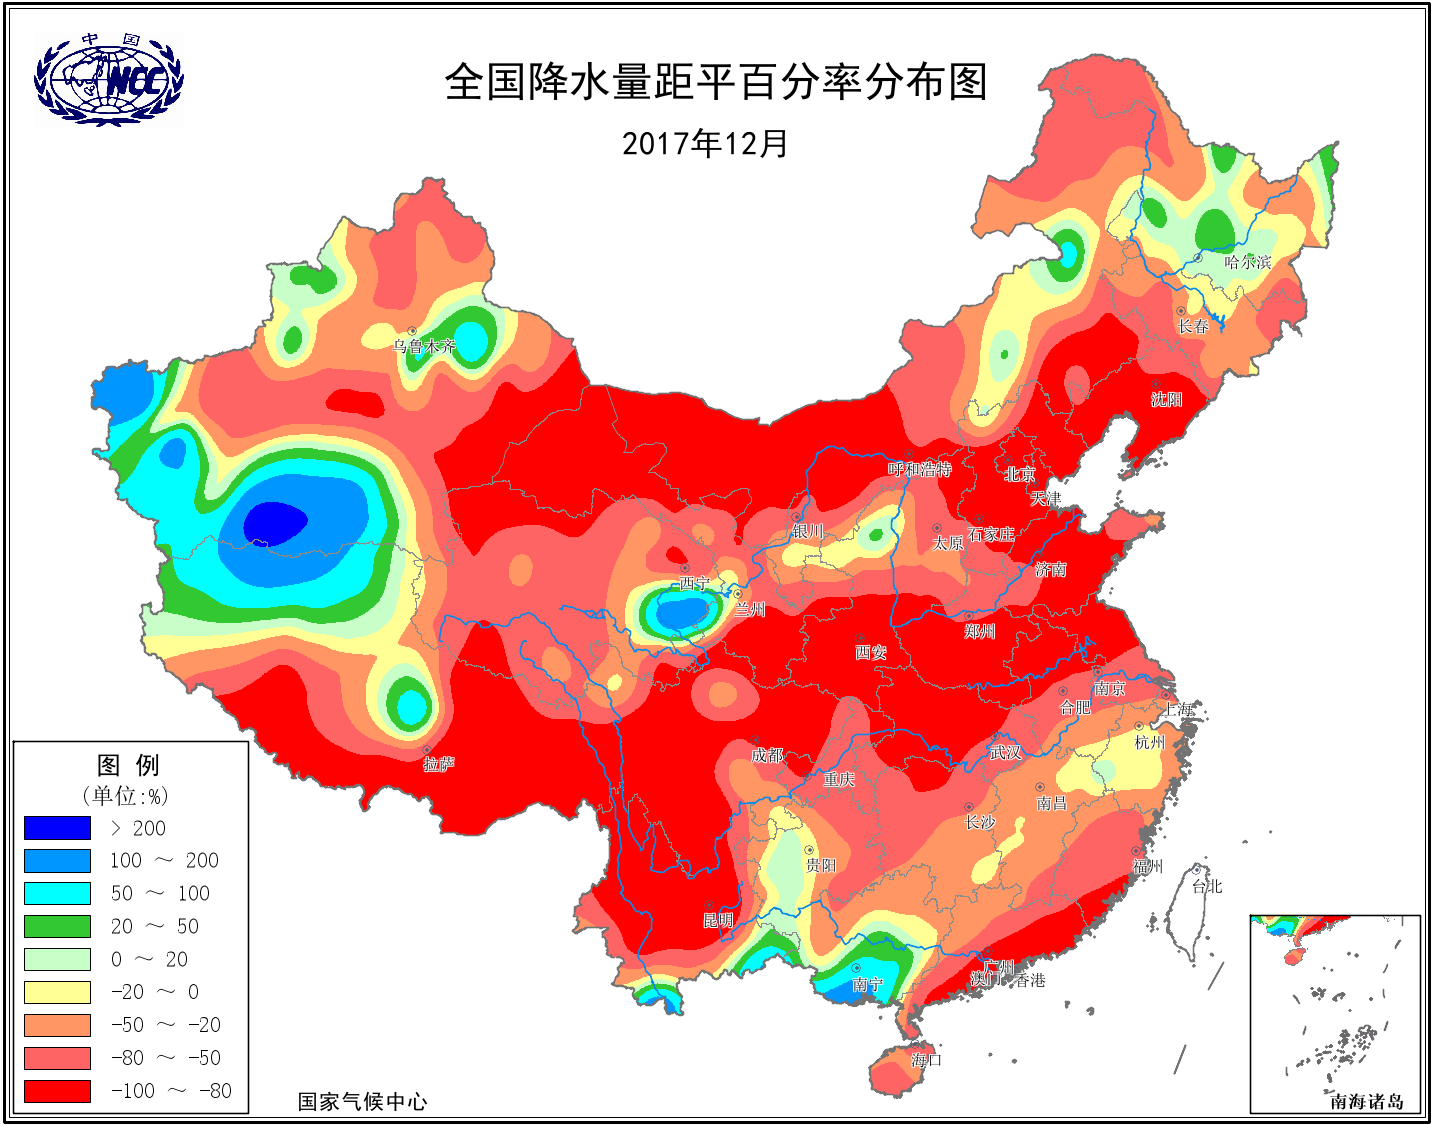 中国
NCC
全国降水量距平百分率分布图
2017年12月
哈尔滨
长春
乌鲁木齐
沈阳
呼和浩特
北京
天津
银川
太原
石家庄
西宁
济南
兰州
郑州
西安
南京
合肥
上海
拉萨
成都
武汉
杭州
重庆
南昌
长沙
贵阳
福州
台北
昆明
广州
南宁
澳门
香港
海口
图 例
(单位:%)
> 200
100 ~ 200
50 ~ 100
20 ~ 50
0 ~ 20
-20 ~ 0
-50 ~ -20
-80 ~ -50
-100 ~ -80
国家气候中心
南海诸岛